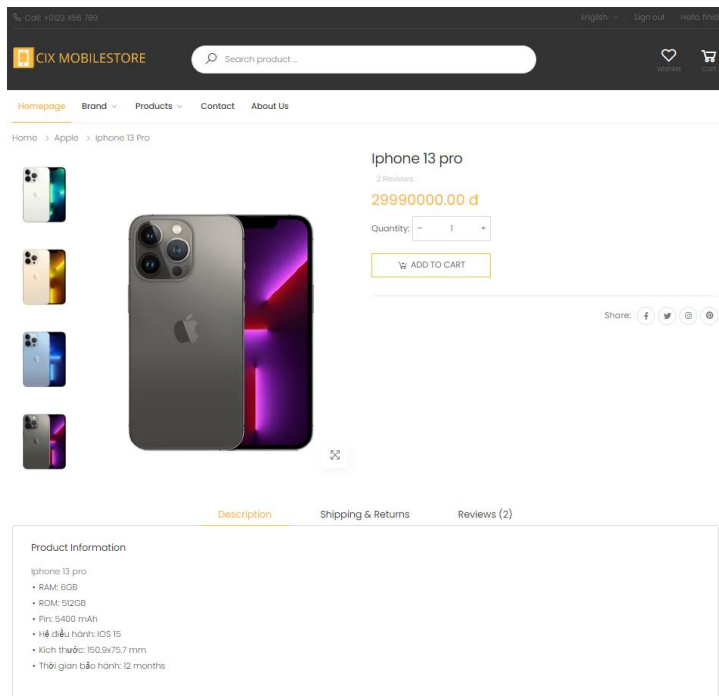 Call: +0123 456 789
English
Sign out
Hello, finic
CIX MOBILESTORE
Search product ...
Wishlist
Cart
Homepage
Brand
Products
Contact
About Us
Home > Apple > Iphone 13 Pro
Iphone 13 pro
2 Reviews
29990000.00 đ
Quantity: - 1 +
ADD TO CART
Share:
Description
Shipping & Returns
Reviews (2)
Product Information
Iphone 13 pro
• RAM: 6GB
• ROM: 512GB
• Pin: 5400 mAh
• Hệ điều hành: IOS 15
• Kích thước: 150.9x75.7 mm
• Thời gian bảo hành: 12 months